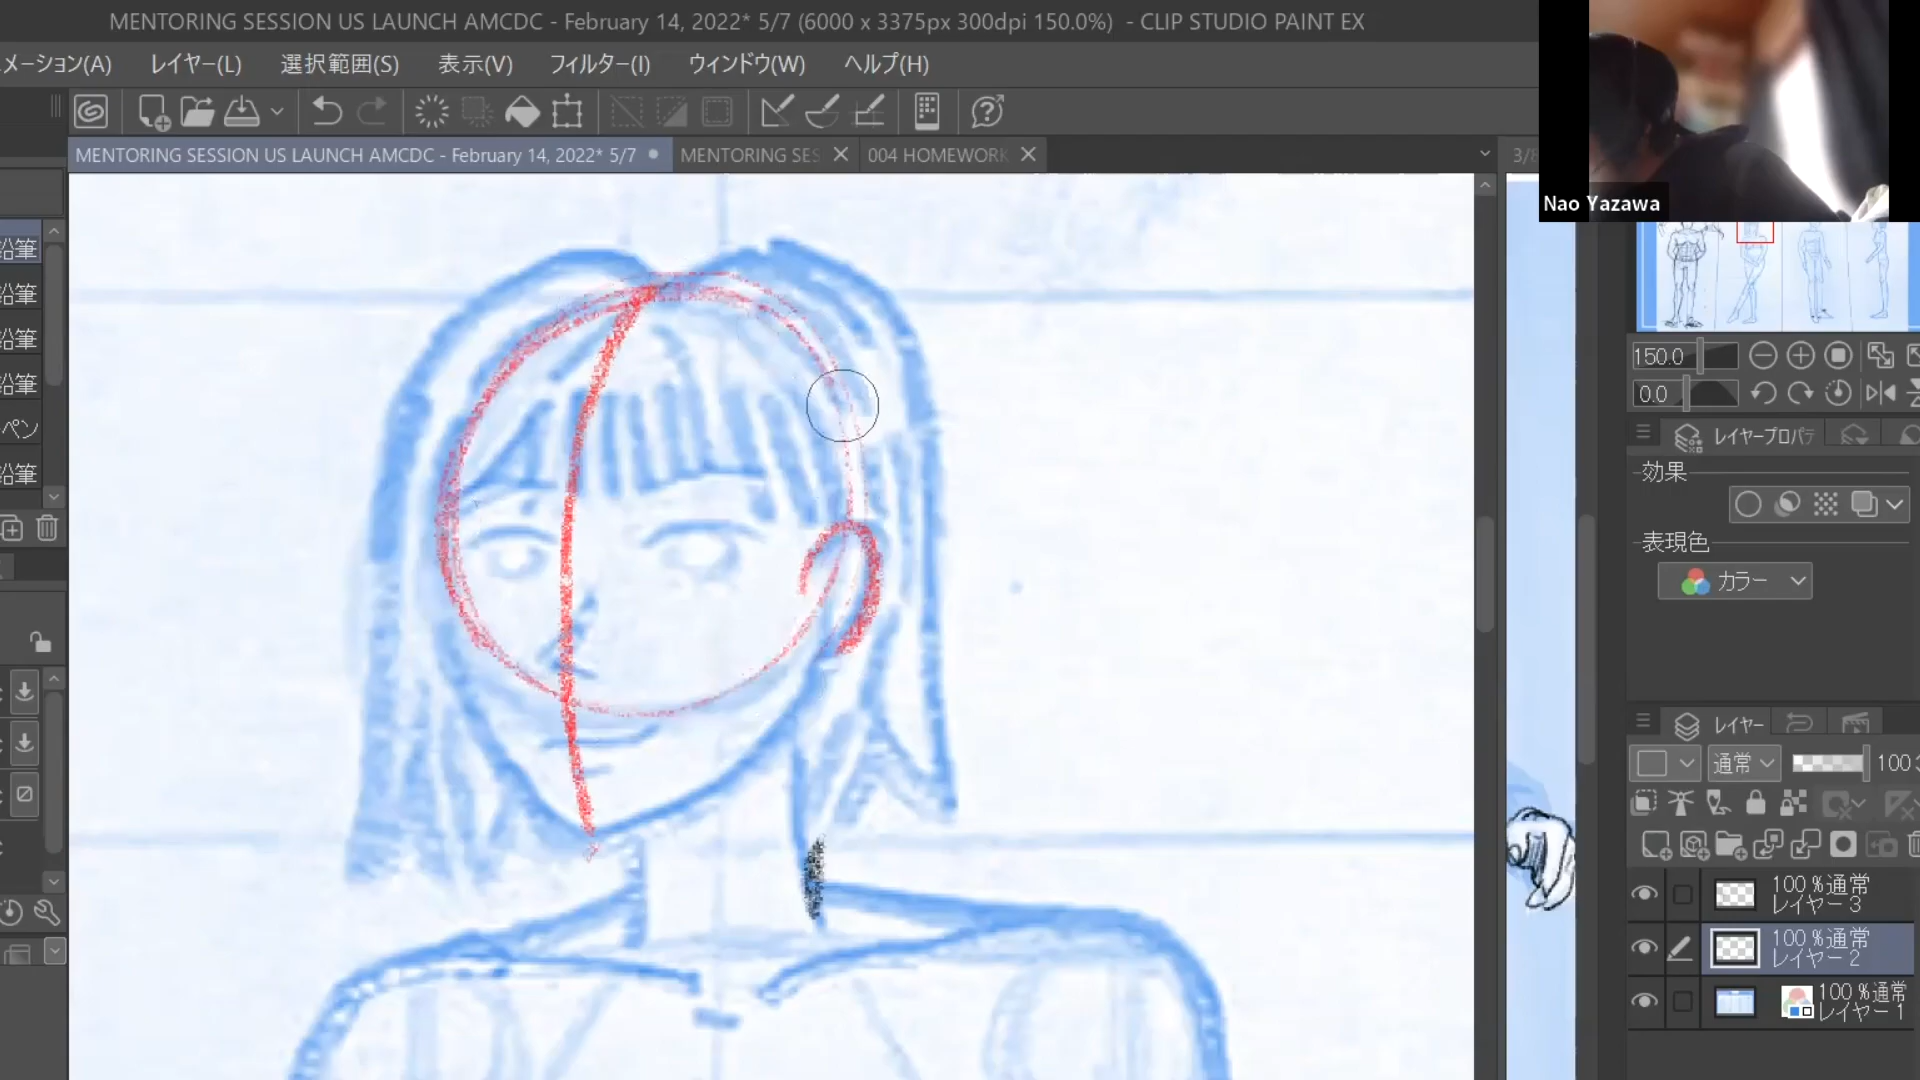 MENTORING SESSION US LAUNCH AMCDC - February 14, 2022* 5/7 (6000 x 3375px 300dpi 150.0%) - CLIP STUDIO PAINT EX
メーション(A) レイヤー(L) 選択範囲(S) 表示(V) フィルター(I) ウィンドウ(W) ヘルプ(H)
MENTORING SESSION US LAUNCH AMCDC - February 14, 2022* 5/7
MENTORING SES
004 HOMEWORK
3/8
Nao Yazawa
鉛筆
鉛筆
鉛筆
鉛筆
ペン
鉛筆
150.0
0.0
レイヤープロパテ
効果
表現色
カラー
レイヤー
通常
100
100 %通常
レイヤー 3
100 %通常
レイヤー 2
100 %通常
レイヤー 1